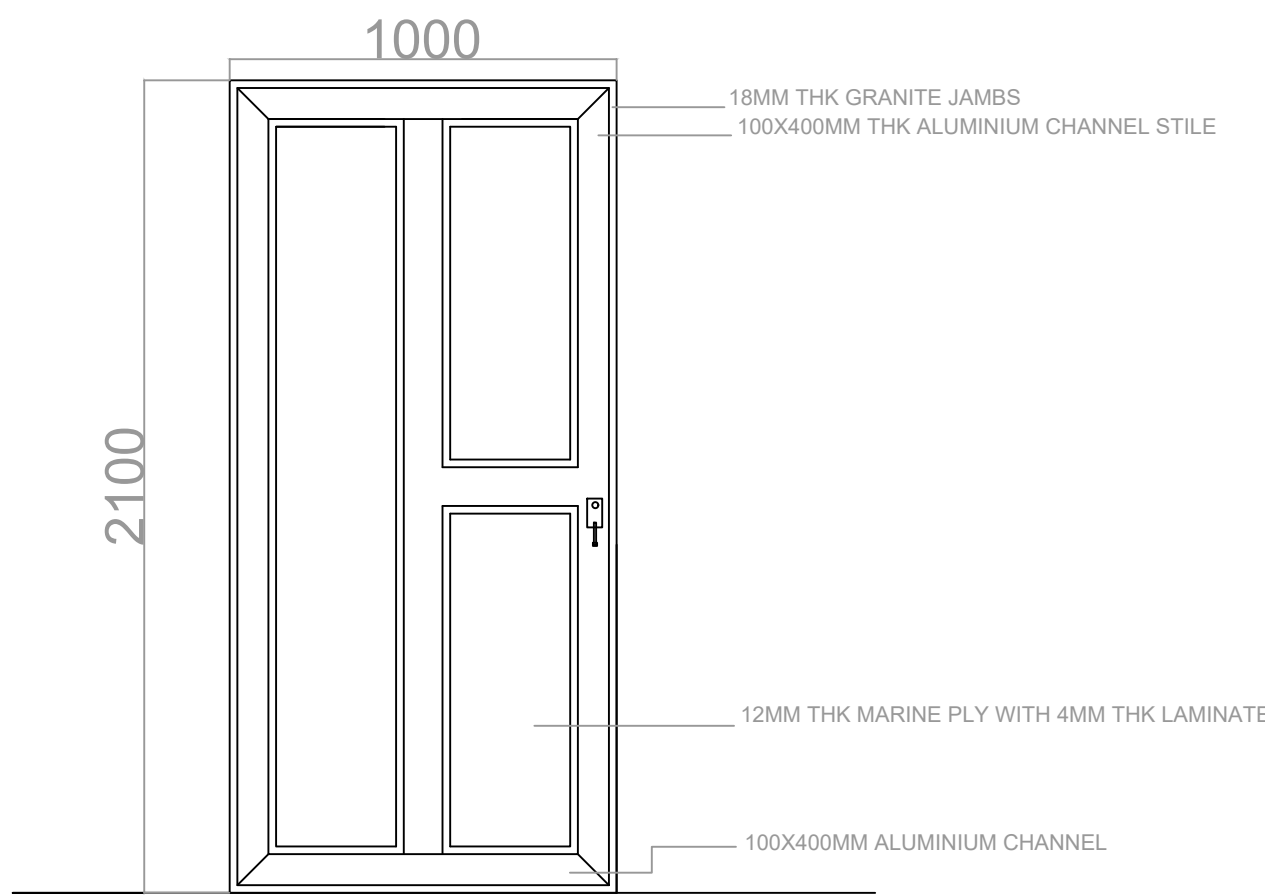 1000
18MM THK GRANITE JAMBS
100X400MM THK ALUMINIUM CHANNEL STILE
2100
12MM THK MARINE PLY WITH 4MM THK LAMINATE
100X400MM ALUMINIUM CHANNEL